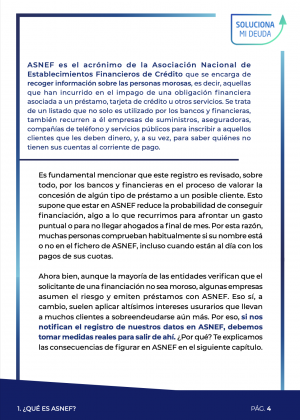 SOLUCIONA
MI DEUDA
ASNEF es el acrónimo de la Asociación Nacional de
Establecimientos Financieros de Crédito que se encarga de
recoger información sobre las personas morosas, es decir, aquellas
que han incurrido en el impago de una obligación financiera
asociada a un préstamo, tarjeta de crédito u otros servicios. Se trata
de un listado que no solo es utilizado por los bancos y financieras,
también recurren a él empresas de suministros, aseguradoras,
compañías de teléfono y servicios públicos para inscribir a aquellos
clientes que les deben dinero, y, a su vez, para saber quiénes no
tienen sus cuentas al corriente de pago.
Es fundamental mencionar que este registro es revisado, sobre
todo, por los bancos y financieras en el proceso de valorar la
concesión de algún tipo de préstamo a un posible cliente. Esto
supone que estar en ASNEF reduce la probabilidad de conseguir
financiación, algo a lo que recurrimos para afrontar un gasto
puntual o para no llegar ahogados a final de mes. Por esta razón,
muchas personas comprueban habitualmente si su nombre está
o no en el fichero de ASNEF, incluso cuando están al día con los
pagos de sus cuotas.
Ahora bien, aunque la mayoría de las entidades verifican que el
solicitante de una financiación no sea moroso, algunas empresas
asumen el riesgo y emiten préstamos con ASNEF. Eso sí, a
cambio, suelen aplicar altísimos intereses usurarios que llevan
a muchos clientes a sobreendeudarse aún más. Por eso, si nos
notifican el registro de nuestros datos en ASNEF, debemos
tomar medidas reales para salir de ahí. ¿Por qué? Te explicamos
las consecuencias de figurar en ASNEF en el siguiente capítulo.
1. ¿QUÉ ES ASNEF?
PÁG. 4